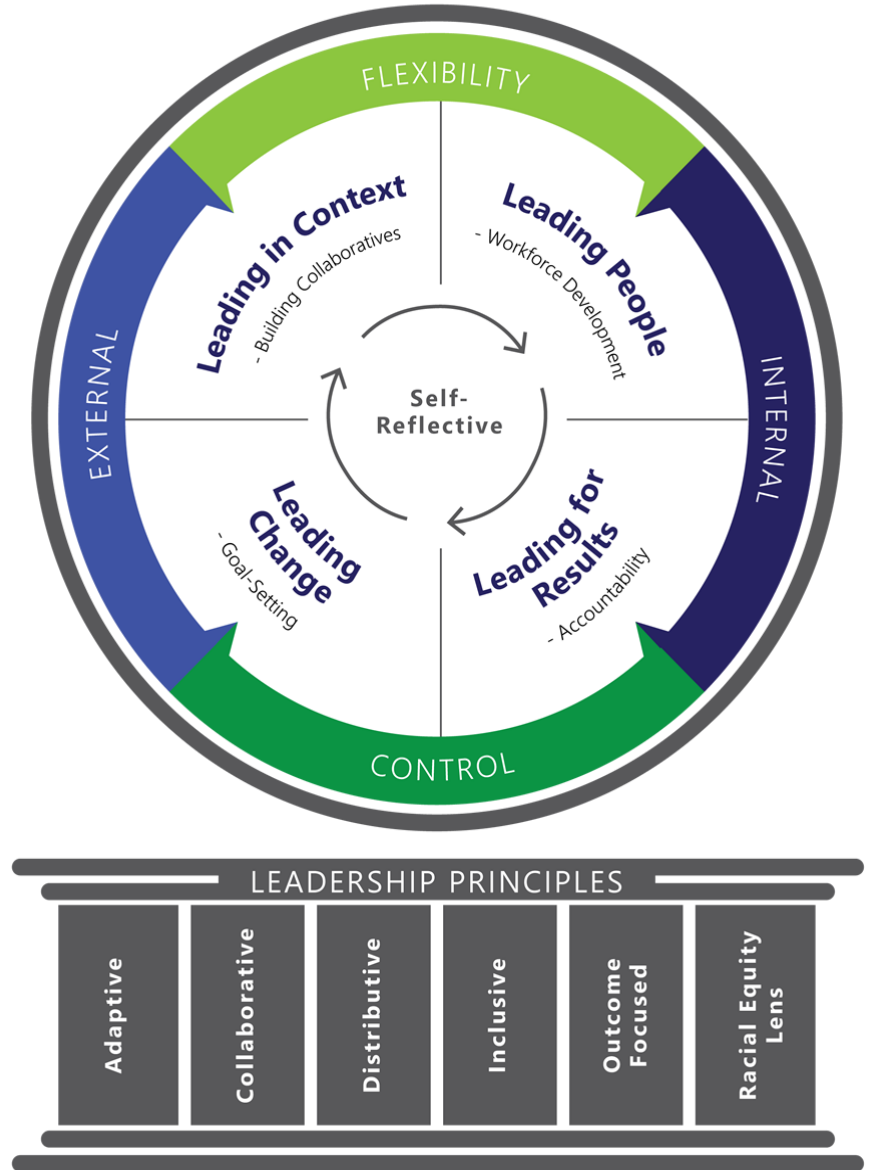 FLEXIBILITY
Leading in Context
- Building Collaboratives
Leading People
- Workforce Development
EXTERNAL
INTERNAL
Self-
Reflective
Leading
Change
- Goal-Setting
Leading for
Results
- Accountability
CONTROL
LEADERSHIP PRINCIPLES
Adaptive
Collaborative
Distributive
Inclusive
Outcome
Focused
Racial Equity
Lens